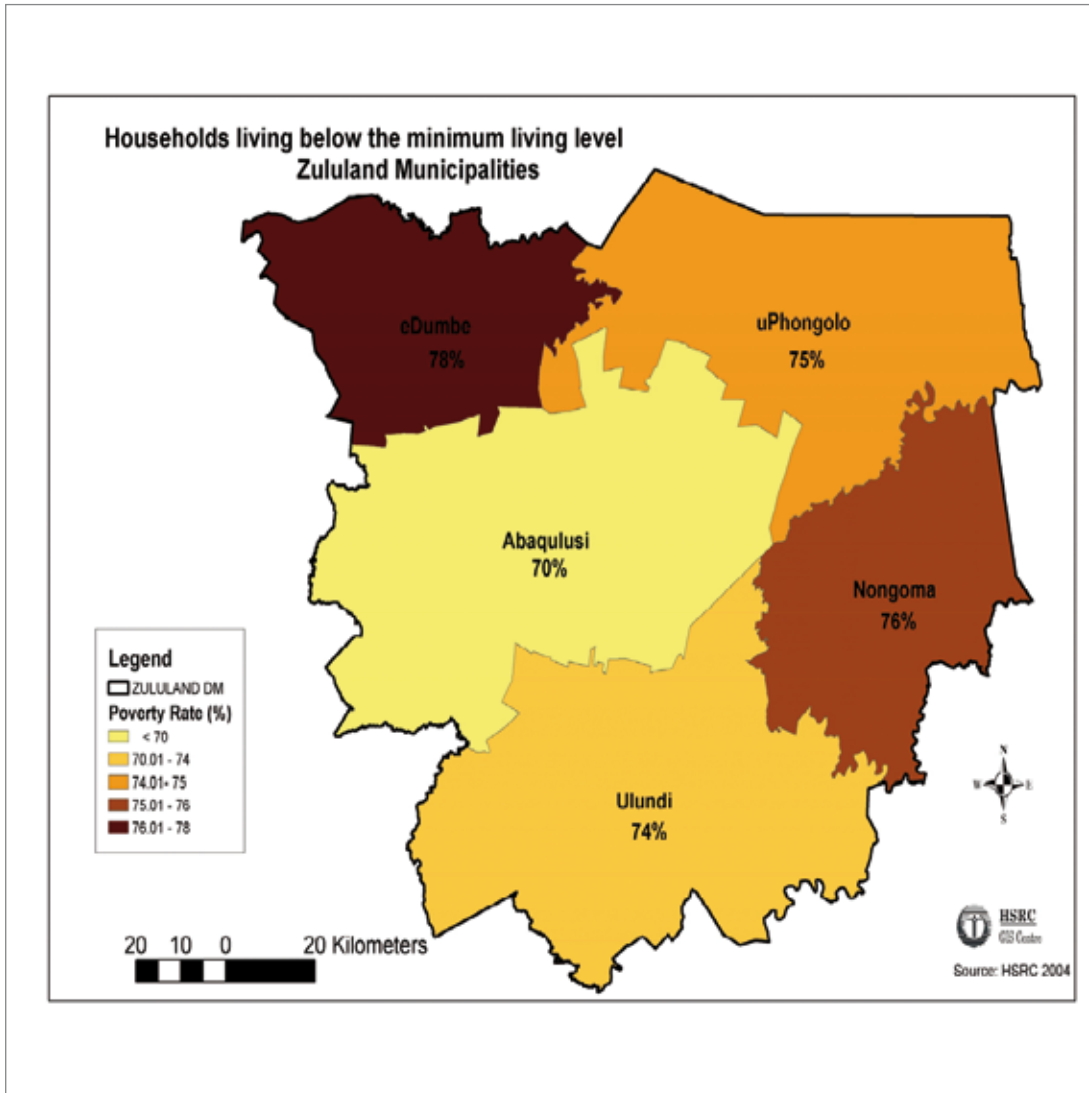 Households living below the minimum living level
Zululand Municipalities
eDumbe
78%
uPhongolo
75%
Abaqulusi
70%
Nongoma
76%
Ulundi
74%
Legend
ZULULAND DM
Poverty Rate (%)
< 70
70.01 - 74
74.01- 75
75.01 - 76
76.01 - 78
N
W E
S
20 10 0 20 Kilometers
HSRC
GIS Centre
Source: HSRC 2004